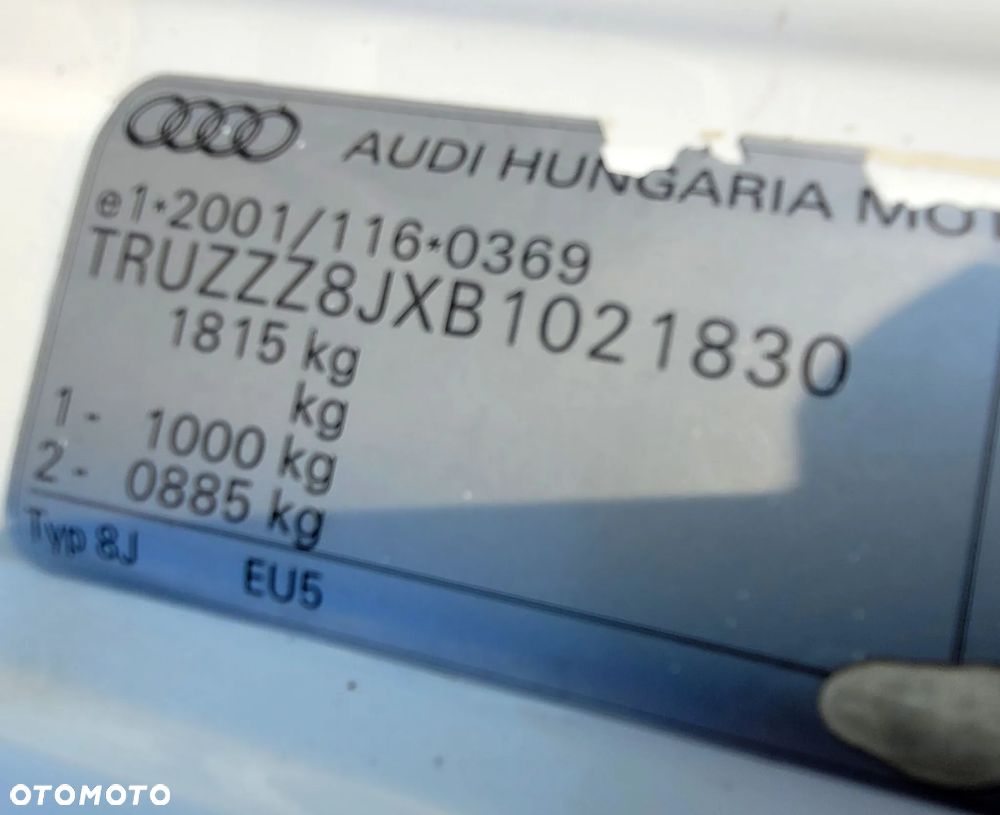 AUDI HUNGARIA MOT
e1*2001/116*0369
TRUZZZ8JXB1021830
1815 kg
kg
1- 1000 kg
2- 0885 kg
Typ 8J EU5
OTOMOTO